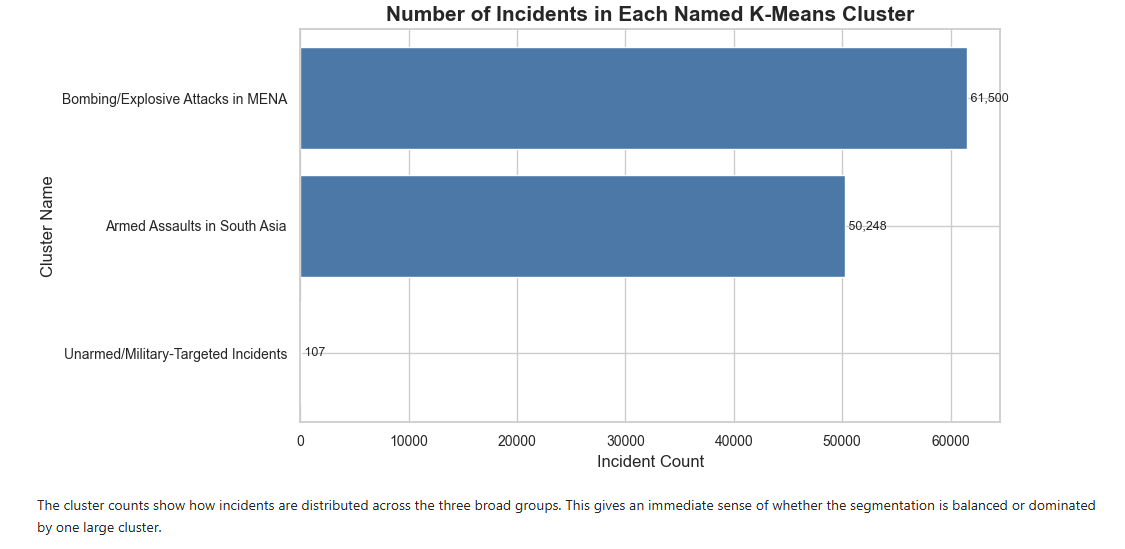 Number of Incidents in Each Named K-Means Cluster
Bombing/Explosive Attacks in MENA
61,500
Armed Assaults in South Asia
50,248
Unarmed/Military-Targeted Incidents
107
Cluster Name
0 10000 20000 30000 40000 50000 60000
Incident Count
The cluster counts show how incidents are distributed across the three broad groups. This gives an immediate sense of whether the segmentation is balanced or dominated
by one large cluster.